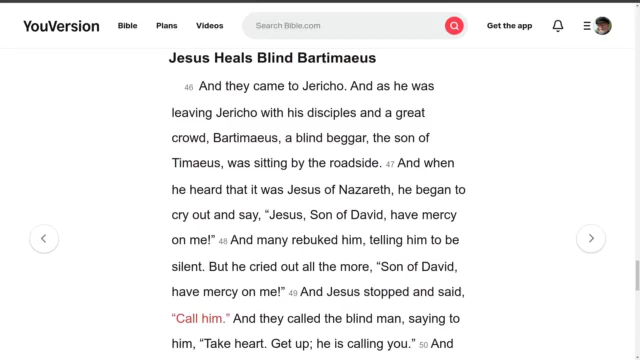 YouVersion Bible Plans Videos Search Bible.com Get the app
Jesus Heals Blind Bartimaeus
46 And they came to Jericho. And as he was
leaving Jericho with his disciples and a great
crowd, Bartimaeus, a blind beggar, the son of
Timaeus, was sitting by the roadside. 47 And when
he heard that it was Jesus of Nazareth, he began to
cry out and say, “Jesus, Son of David, have mercy
on me!” 48 And many rebuked him, telling him to be
silent. But he cried out all the more, “Son of David,
have mercy on me!” 49 And Jesus stopped and said,
“Call him.” And they called the blind man, saying to
him, “Take heart. Get up; he is calling you.” 50 And